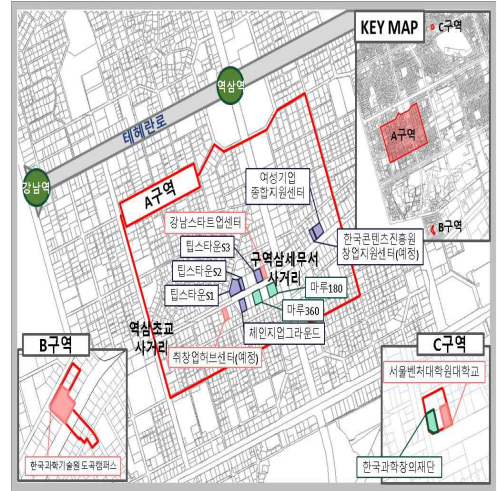 KEY MAP
C구역
A구역
B구역
역삼역
테헤란로
강남역
A구역
여성기업
종합지원센터
강남스타트업센터
한국콘텐츠진흥원
창업지원센터(예정)
팁스타운S3
구역삼세무서
사거리
팁스타운S2
팁스타운S1
마루180
마루360
역삼초교
사거리
체인지업그라운드
취창업허브센터(예정)
B구역
한국과학기술원 도곡캠퍼스
C구역
서울벤처대학원대학교
한국과학창의재단